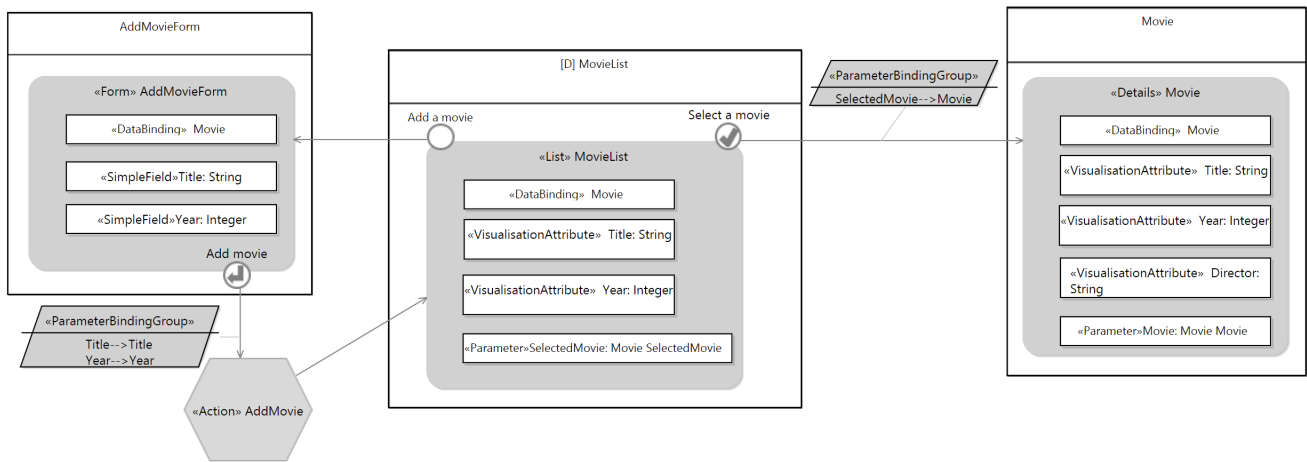 AddMovieForm
«Form» AddMovieForm
«DataBinding» Movie
«SimpleField»Title: String
«SimpleField»Year: Integer
Add movie
«ParameterBindingGroup»
Title-->Title
Year-->Year
«Action» AddMovie
[D] MovieList
Add a movie
Select a movie
«List» MovieList
«DataBinding» Movie
«VisualisationAttribute» Title: String
«VisualisationAttribute» Year: Integer
«Parameter»SelectedMovie: Movie SelectedMovie
«ParameterBindingGroup»
SelectedMovie-->Movie
Movie
«Details» Movie
«DataBinding» Movie
«VisualisationAttribute» Title: String
«VisualisationAttribute» Year: Integer
«VisualisationAttribute» Director:
String
«Parameter»Movie: Movie Movie